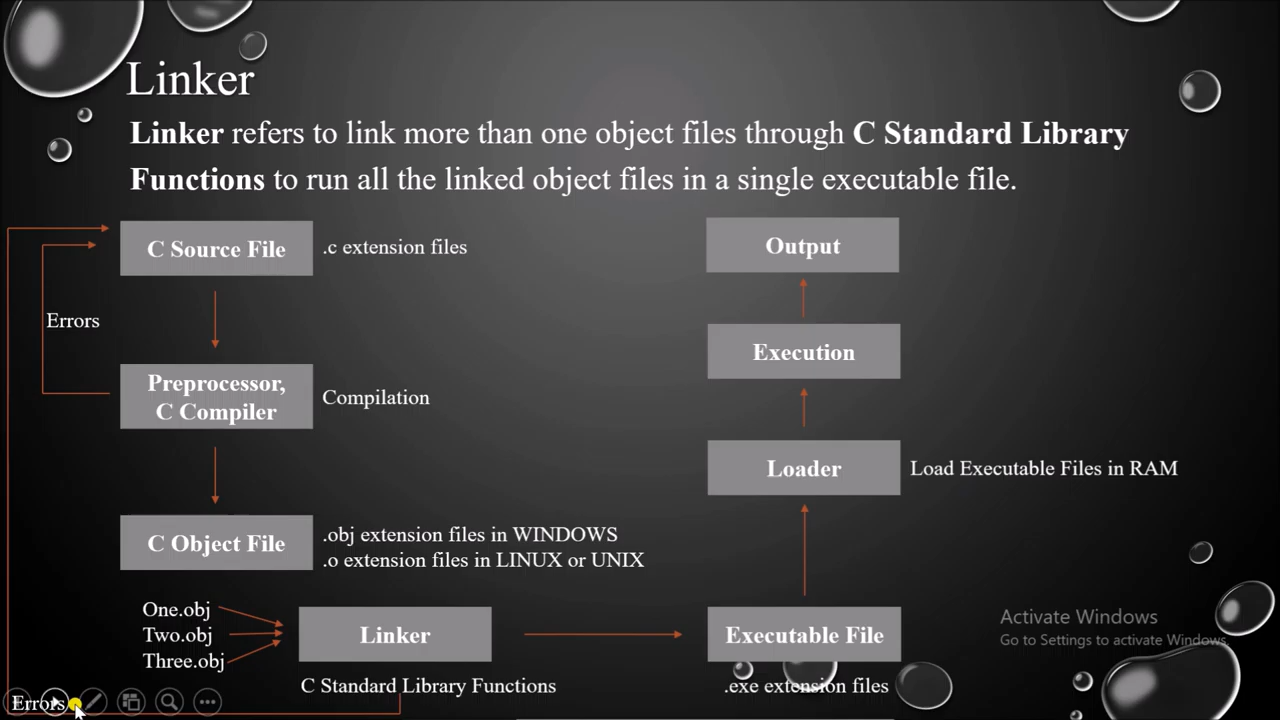 Linker
Linker refers to link more than one object files through C Standard Library
Functions to run all the linked object files in a single executable file.
C Source File
.c extension files
Errors
Preprocessor,
C Compiler
Compilation
C Object File
.obj extension files in WINDOWS
.o extension files in LINUX or UNIX
One.obj
Two.obj
Three.obj
Linker
C Standard Library Functions
Errors
Output
Execution
Loader
Load Executable Files in RAM
Executable File
.exe extension files
Activate Windows
Go to Settings to activate Windows.